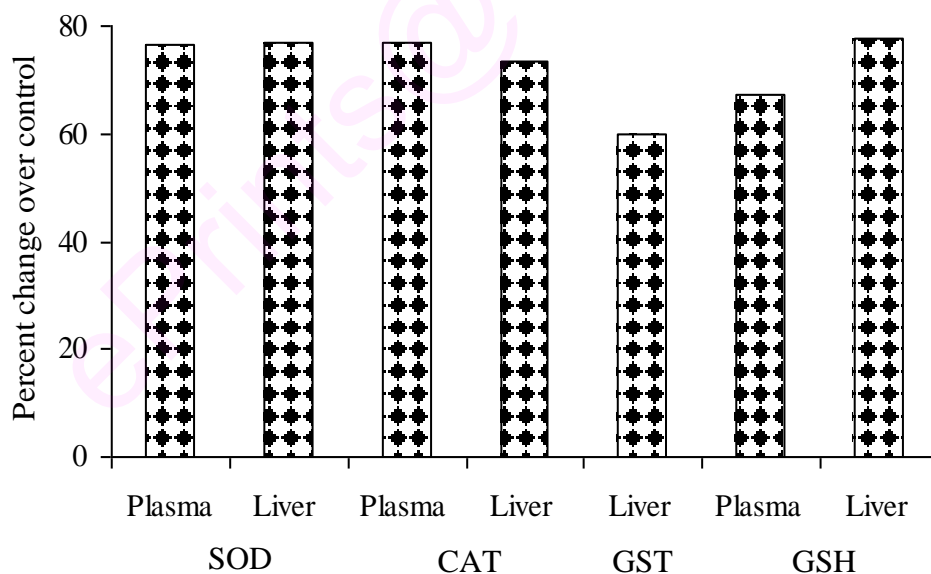 Percent change over control
80
60
40
20
0
Plasma Liver Plasma Liver Liver Plasma Liver
SOD CAT GST GSH
ePrints@